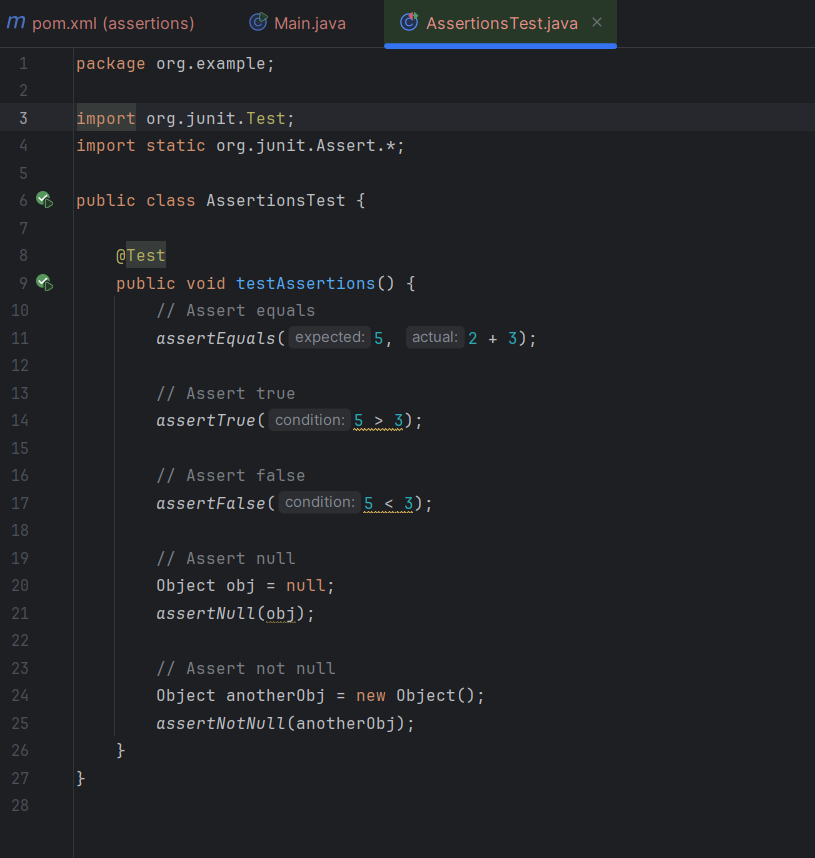 pom.xml (assertions) Main.java AssertionsTest.java
1 package org.example;
2
3 import org.junit.Test;
4 import static org.junit.Assert.*;
5
6 public class AssertionsTest {
7
8 @Test
9 public void testAssertions() {
10 // Assert equals
11 assertEquals( expected: 5, actual: 2 + 3);
12
13 // Assert true
14 assertTrue( condition: 5 > 3);
15
16 // Assert false
17 assertFalse( condition: 5 < 3);
18
19 // Assert null
20 Object obj = null;
21 assertNull(obj);
22
23 // Assert not null
24 Object anotherObj = new Object();
25 assertNotNull(anotherObj);
26 }
27 }
28